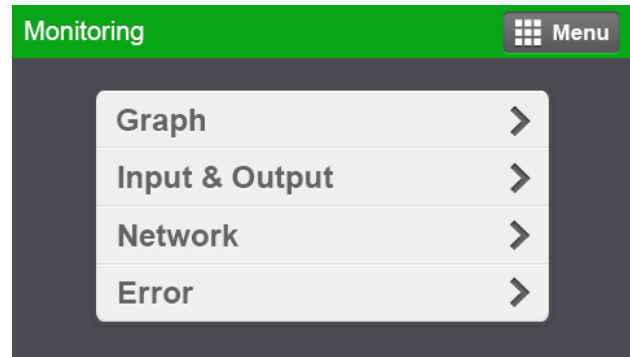 Monitoring
Menu
Graph
Input & Output
Network
Error